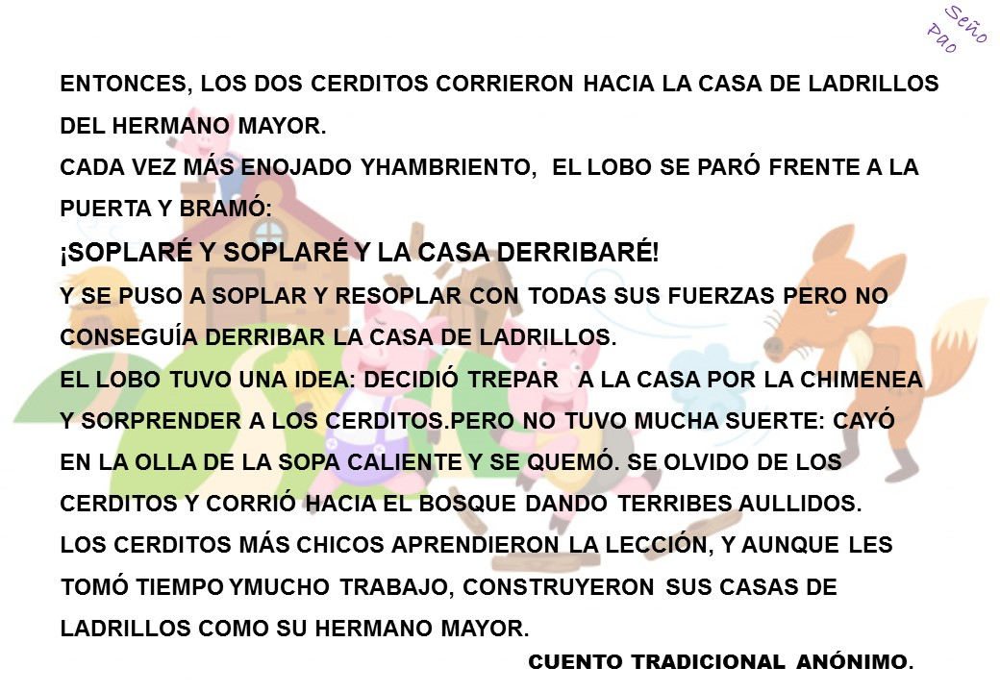 Seño
Pao
ENTONCES, LOS DOS CERDITOS CORRIERON HACIA LA CASA DE LADRILLOS
DEL HERMANO MAYOR.
CADA VEZ MÁS ENOJADO YHAMBRIENTO, EL LOBO SE PARÓ FRENTE A LA
PUERTA Y BRAMÓ:
¡SOPLARÉ Y SOPLARÉ Y LA CASA DERRIBARÉ!
Y SE PUSO A SOPLAR Y RESOPLAR CON TODAS SUS FUERZAS PERO NO
CONSEGUÍA DERRIBAR LA CASA DE LADRILLOS.
EL LOBO TUVO UNA IDEA: DECIDIÓ TREPAR A LA CASA POR LA CHIMENEA
Y SORPRENDER A LOS CERDITOS.PERO NO TUVO MUCHA SUERTE: CAYÓ
EN LA OLLA DE LA SOPA CALIENTE Y SE QUEMÓ. SE OLVIDO DE LOS
CERDITOS Y CORRIÓ HACIA EL BOSQUE DANDO TERRIBES AULLIDOS.
LOS CERDITOS MÁS CHICOS APRENDIERON LA LECCIÓN, Y AUNQUE LES
TOMÓ TIEMPO YMUCHO TRABAJO, CONSTRUYERON SUS CASAS DE
LADRILLOS COMO SU HERMANO MAYOR.
CUENTO TRADICIONAL ANÓNIMO.